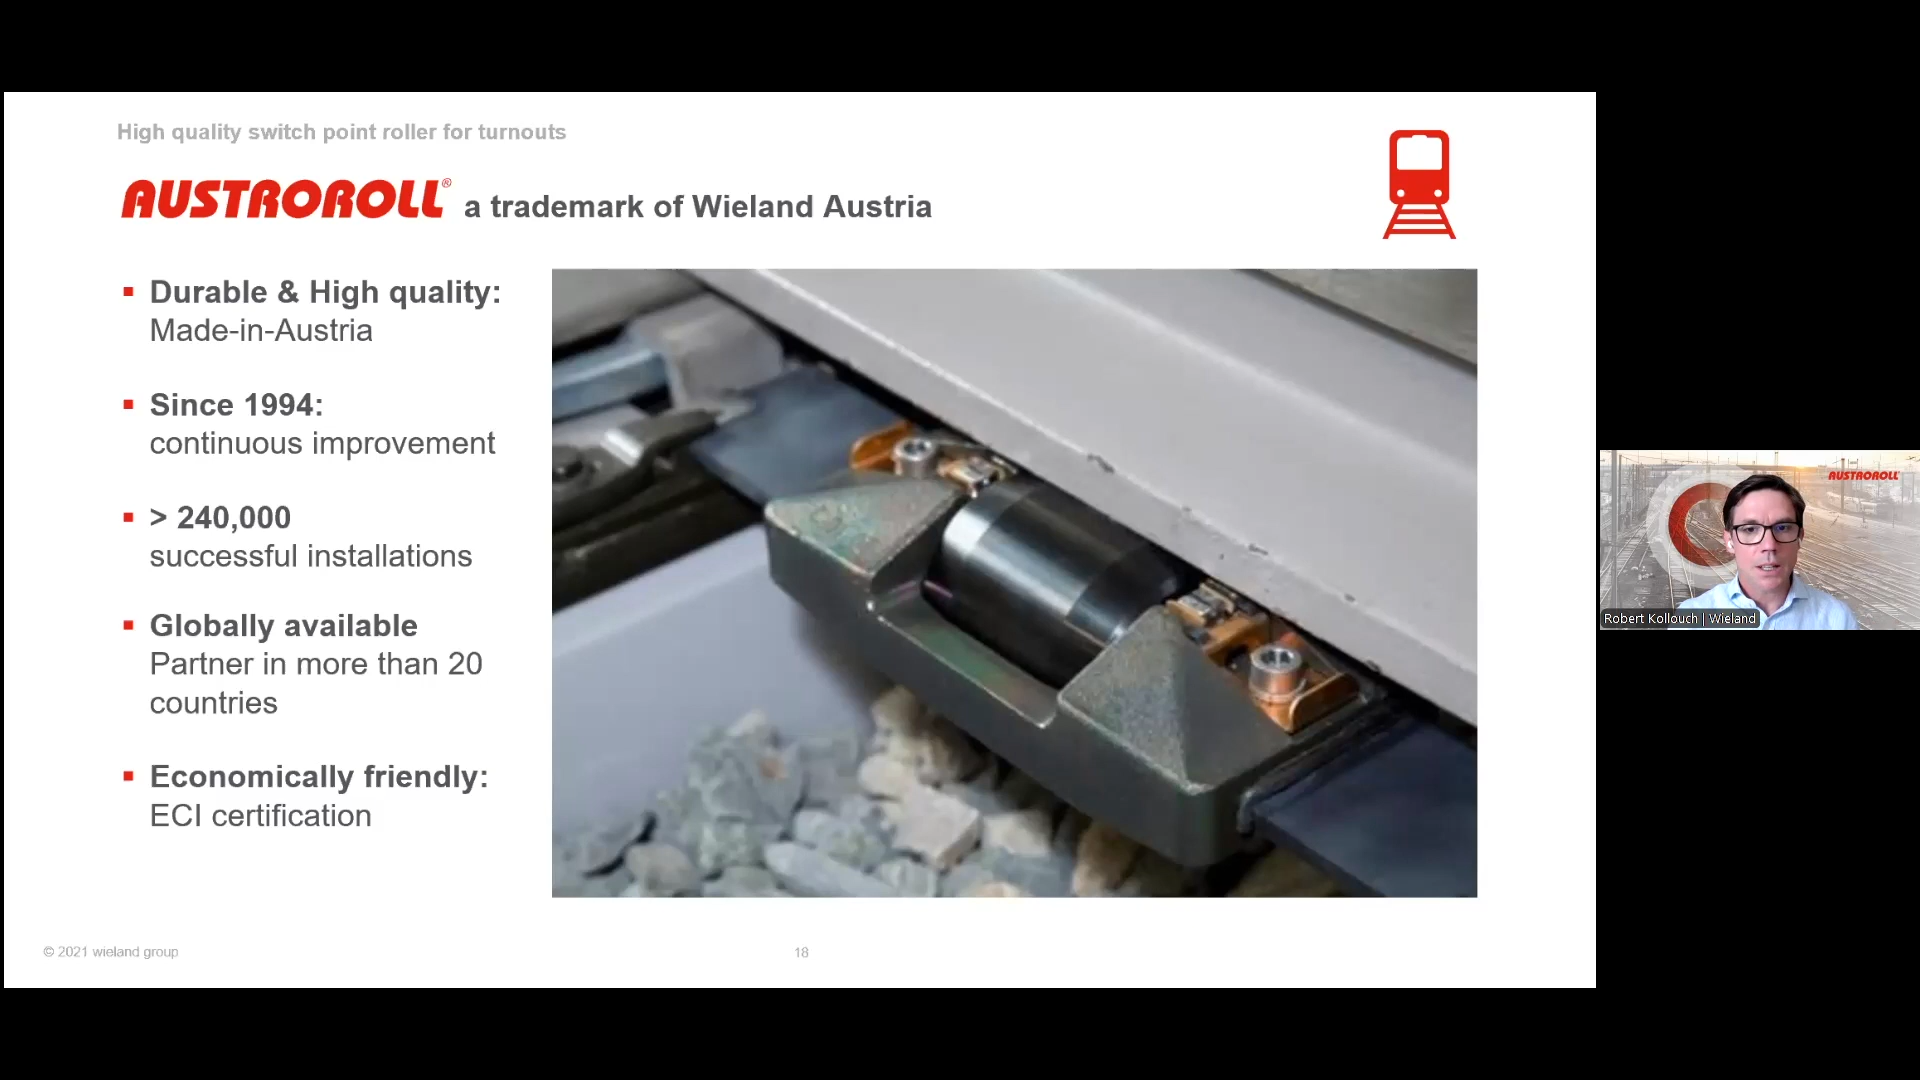 High quality switch point roller for turnouts
AUSTROROLL® a trademark of Wieland Austria
Durable & High quality:
Made-in-Austria
Since 1994:
continuous improvement
> 240,000
successful installations
Globally available
Partner in more than 20
countries
Economically friendly:
ECI certification
© 2021 wieland group
18
AUSTROROLL
Robert Kollouch | Wieland